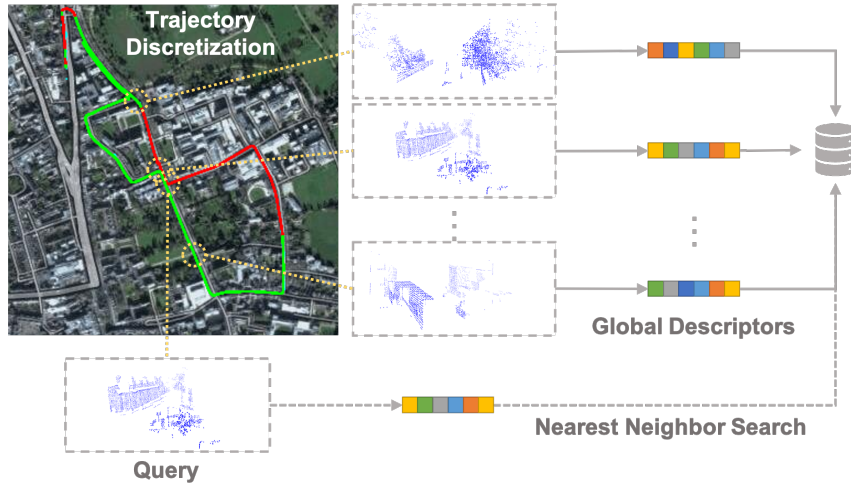 Trajectory
Discretization
Global Descriptors
Nearest Neighbor Search
Query